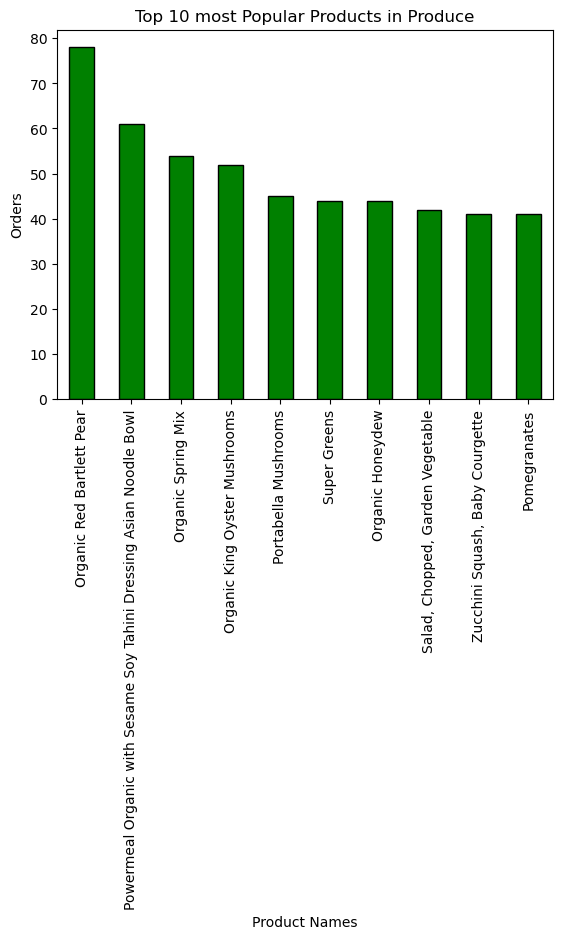 Top 10 most Popular Products in Produce
Orders
80
70
60
50
40
30
20
10
0
Organic Red Bartlett Pear
Powermeal Organic with Sesame Soy Tahini Dressing Asian Noodle Bowl
Organic Spring Mix
Organic King Oyster Mushrooms
Portabella Mushrooms
Super Greens
Organic Honeydew
Salad, Chopped, Garden Vegetable
Zucchini Squash, Baby Courgette
Pomegranates
Product Names